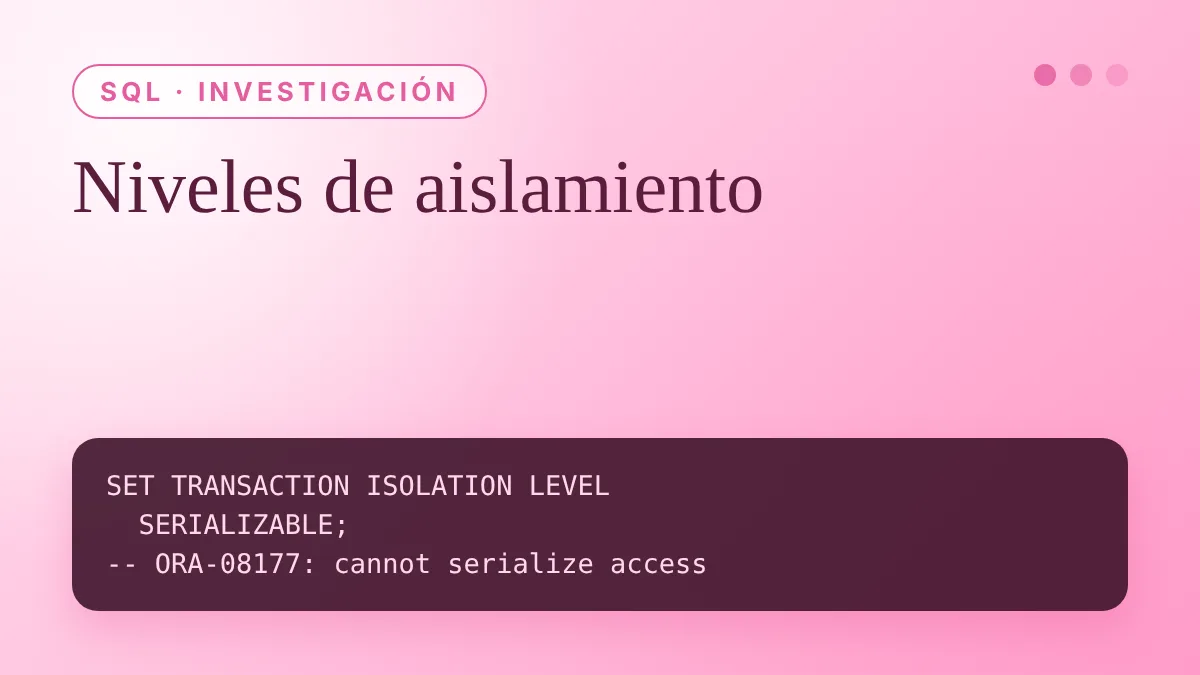 SQL · INVESTIGACIÓN
Niveles de aislamiento
SET TRANSACTION ISOLATION LEVEL
  SERIALIZABLE;
-- ORA-08177: cannot serialize access